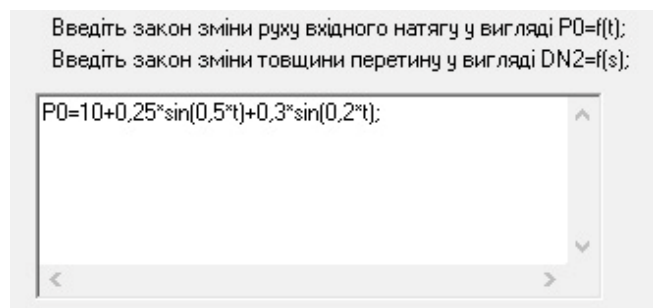 Введіть закон зміни руху вхідного натягу у вигляді P0=f(t);
Введіть закон зміни товщини перетину у вигляді DN2=f(s);
P0=10+0,25*sin(0,5*t)+0,3*sin(0,2*t);